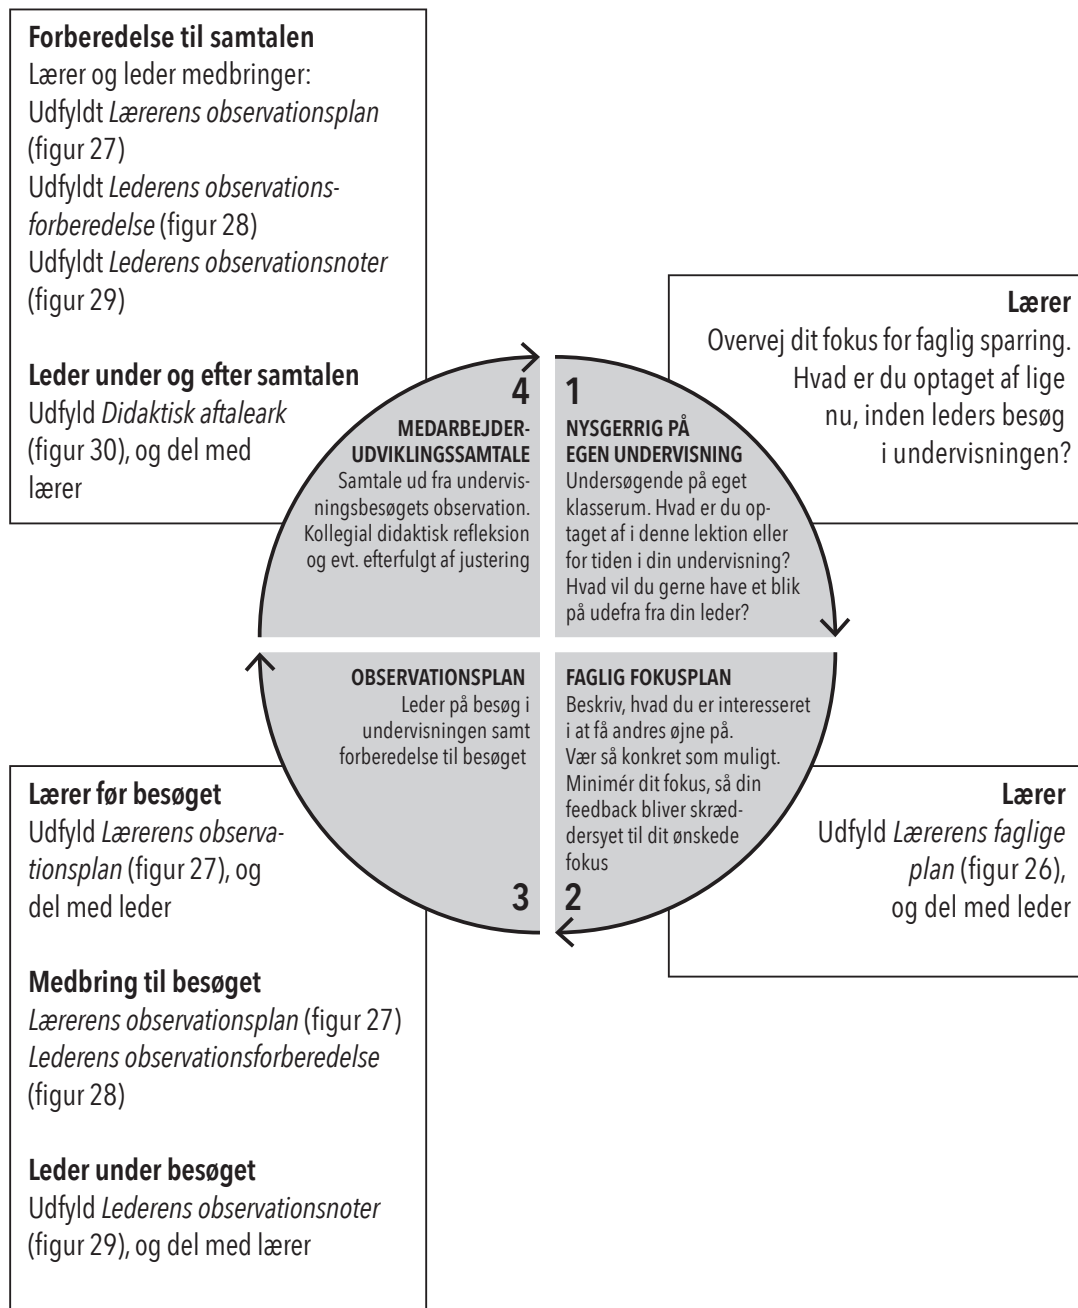 Forberedelse til samtalen
Lærer og leder medbringer:
Udfyldt Lærerens observationsplan
(figur 27)
Udfyldt Lederens observations-
forberedelse (figur 28)
Udfyldt Lederens observationsnoter
(figur 29)
Leder under og efter samtalen
Udfyld Didaktisk aftaleark
(figur 30), og del med
lærer
Lærer
Overvej dit fokus for faglig sparring.
Hvad er du optaget af lige
nu, inden leders besøg
i undervisningen?
4
MEDARBEJDER-
UDVIKLINGSSAMTALE
Samtale ud fra undervis-
ningsbesøgets observation.
Kollegial didaktisk refleksion
og evt. efterfulgt af justering
1
NYSGERRIG PÅ
EGEN UNDERVISNING
Undersøgende på eget
klasserum. Hvad er du op-
taget af i denne lektion eller
for tiden i din undervisning?
Hvad vil du gerne have et blik
på udefra fra din leder?
OBSERVATIONSPLAN
Leder på besøg i
undervisningen samt
forberedelse til besøget
3
FAGLIG FOKUSPLAN
Beskriv, hvad du er interesseret
i at få andres øjne på.
Vær så konkret som muligt.
Minimér dit fokus, så din
feedback bliver skræd-
dersyet til dit ønskede
fokus
2
Lærer før besøget
Udfyld Lærerens observa-
tionsplan (figur 27), og
del med leder
Medbring til besøget
Lærerens observationsplan (figur 27)
Lederens observationsforberedelse
(figur 28)
Leder under besøget
Udfyld Lederens observationsnoter
(figur 29), og del med lærer
Lærer
Udfyld Lærerens faglige
plan (figur 26),
og del med leder